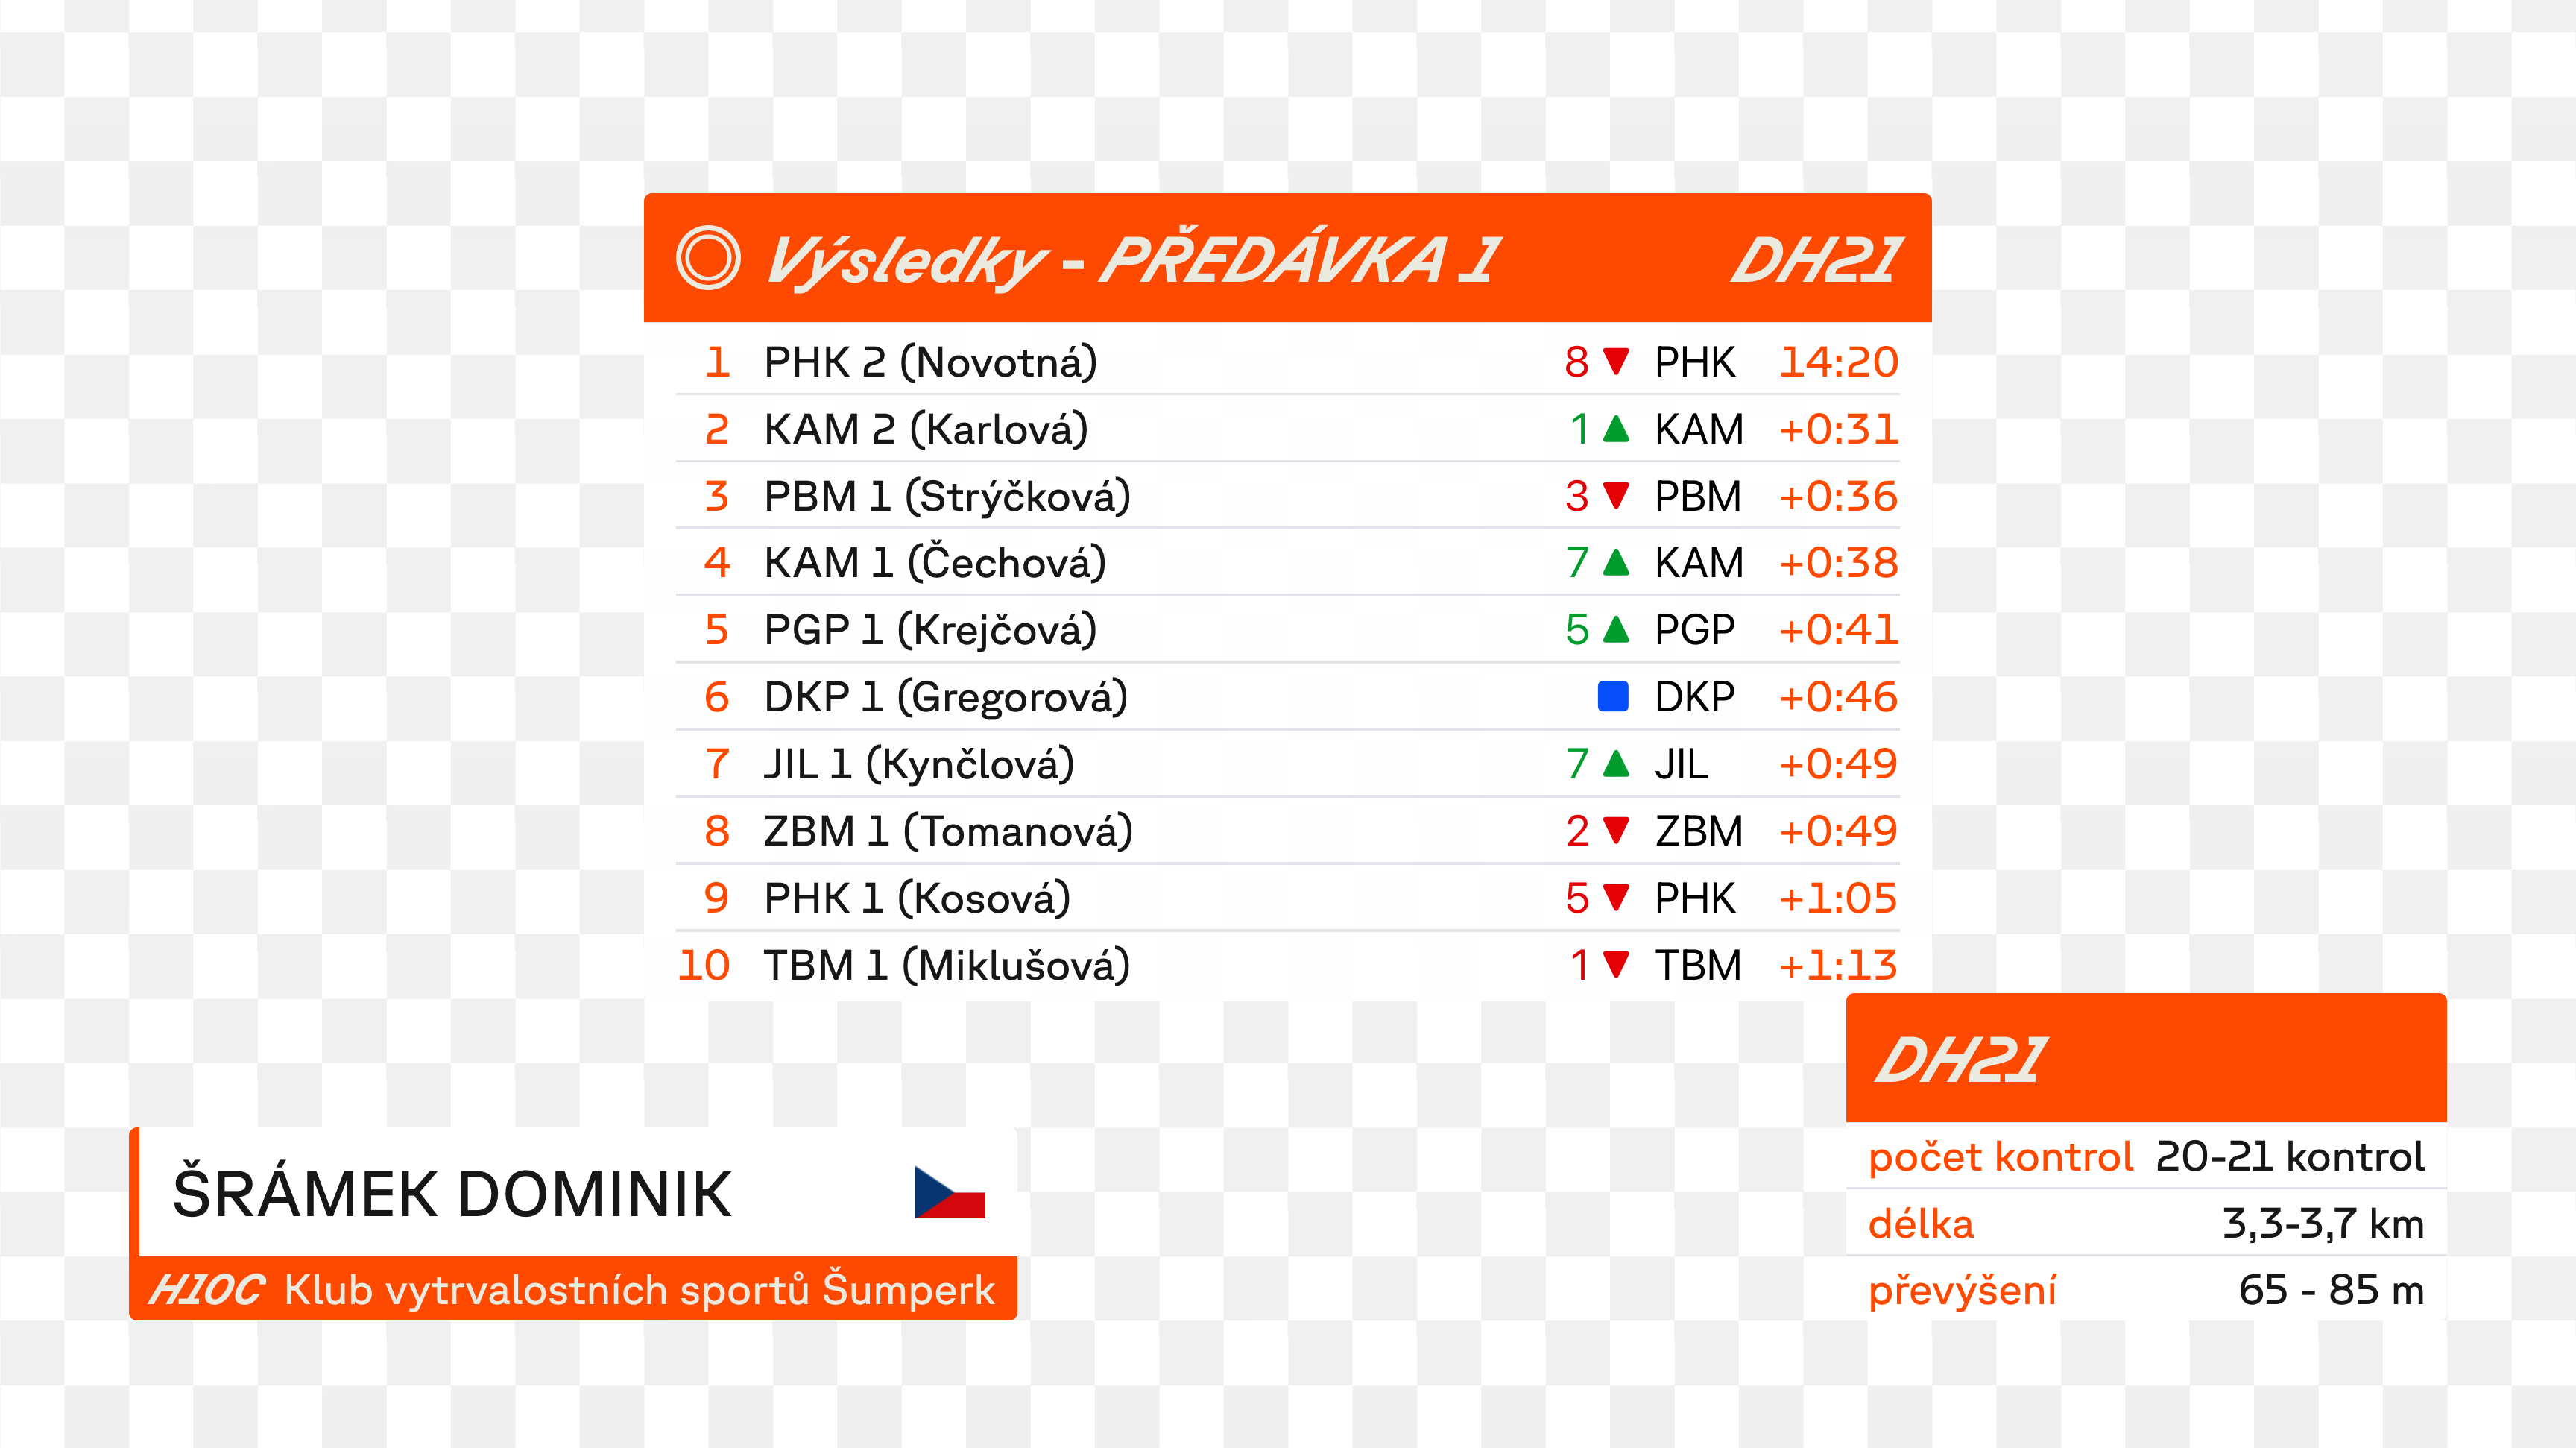 Výsledky - PŘEDÁVKA 1 DH21
1 PHK 2 (Novotná) 8 ▼ PHK 14:20
2 KAM 2 (Karlová) 1 ▲ KAM +0:31
3 PBM 1 (Strýčková) 3 ▼ PBM +0:36
4 KAM 1 (Čechová) 7 ▲ KAM +0:38
5 PGP 1 (Krejčová) 5 ▲ PGP +0:41
6 DKP 1 (Gregorová) DKP +0:46
7 JIL 1 (Kynčlová) 7 ▲ JIL +0:49
8 ZBM 1 (Tomanová) 2 ▼ ZBM +0:49
9 PHK 1 (Kosová) 5 ▼ PHK +1:05
10 TBM 1 (Miklušová) 1 ▼ TBM +1:13
ŠRÁMEK DOMINIK
H10C Klub vytrvalostních sportů Šumperk
DH21
počet kontrol 20-21 kontrol
délka 3,3-3,7 km
převýšení 65 - 85 m